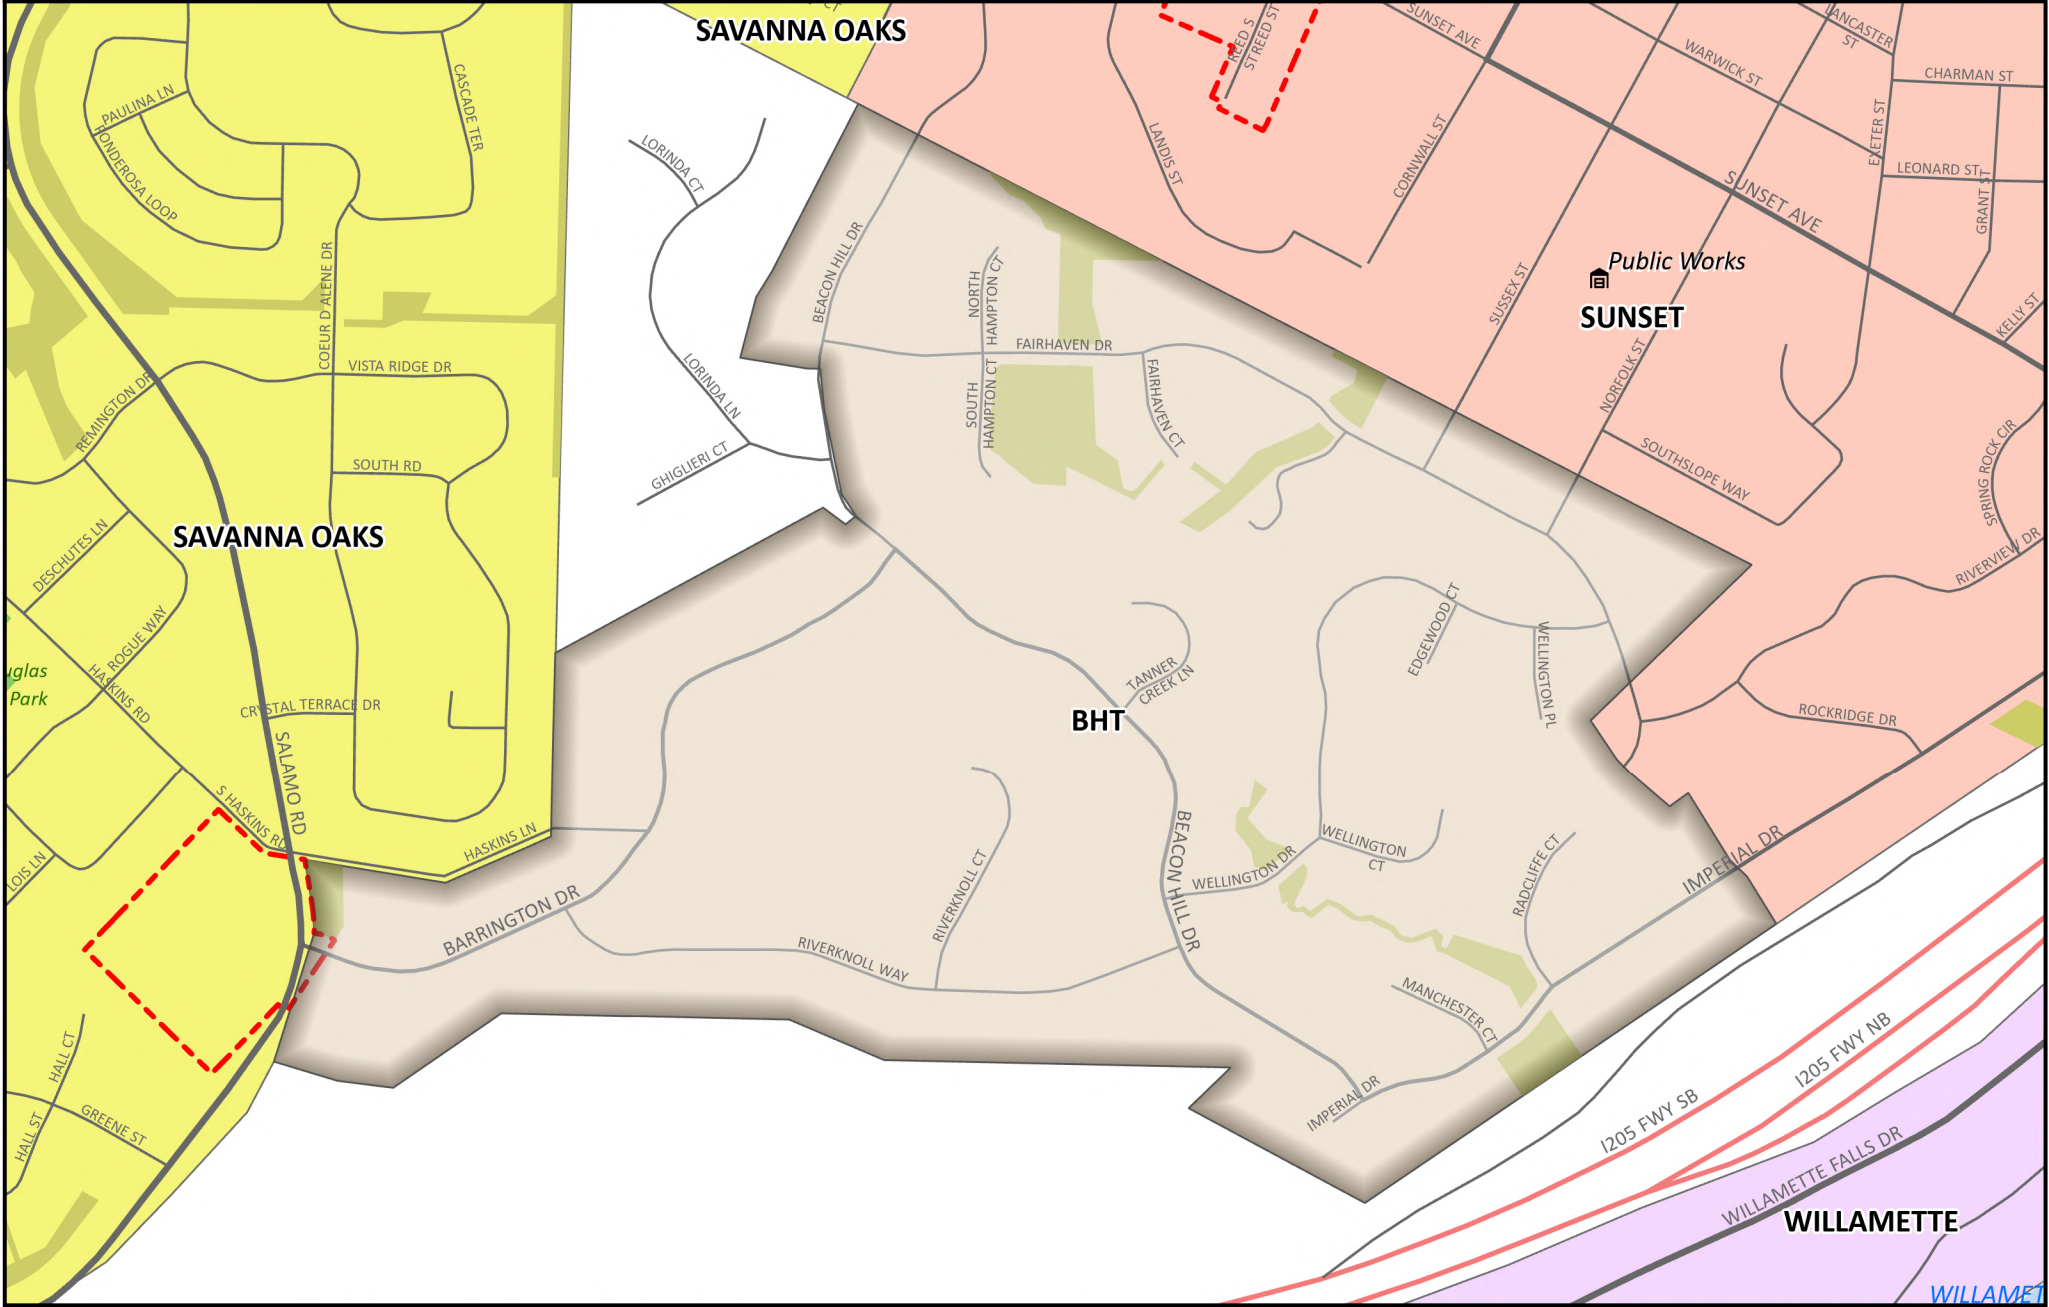 SAVANNA OAKS
CT
REED S
ST
REED ST
SUNSET AVE
LANCASTER
ST
WARWICK ST
CHARMAN ST
CASCADE TER
PAULINA LN
PONDEROSA LOOP
LORINDA CT
LANDIS ST
CORNWALL ST
EXETER ST
LEONARD ST
GRANT ST
SUNSET AVE
COEUR D'ALENE DR
BEACON HILL DR
NORTH
HAMPTON CT
SUSSEX ST
Public Works
SUNSET
KELLY ST
FAIRHAVEN DR
VISTA RIDGE DR
REMINGTON DR
LORINDA LN
SOUTH
HAMPTON CT
FAIRHAVEN CT
NORFOLK ST
SOUTH RD
GHIGLIERI CT
SOUTHSLOPE WAY
SPRING ROCK CIR
SAVANNA OAKS
DESCHUTES LN
RIVERVIEW DR
ROGUE WAY
HASKINS RD
uglas
Park
EDGEWOOD CT
WELLINGTON PL
TANNER
CREEK LN
BHT
CRYSTAL TERRACE DR
ROCKRIDGE DR
SALAMO RD
S HASKINS RD
HASKINS LN
BEACON HILL DR
WELLINGTON
CT
WELLINGTON DR
RADCLIFFE CT
IMPERIAL DR
LOIS LN
BARRINGTON DR
RIVERKNOLL CT
RIVERKNOLL WAY
MANCHESTER CT
HALL CT
HALL ST
GREENE ST
IMPERIAL DR
I205 FWY SB
I205 FWY NB
WILLAMETTE FALLS DR
WILLAMETTE
WILLAMET